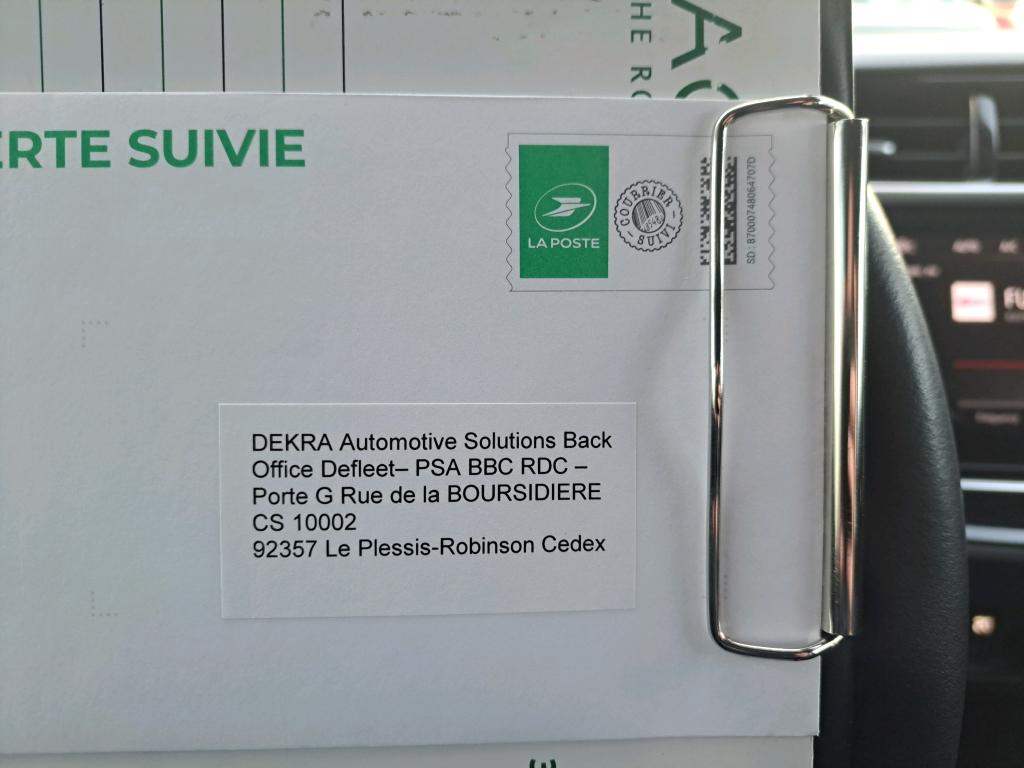 ERTE SUIVIE
LA POSTE
COURRIER
SUIVI
SD : 87000748064707D
DEKRA Automotive Solutions Back
Office Defleet– PSA BBC RDC –
Porte G Rue de la BOURSIDIERE
CS 10002
92357 Le Plessis-Robinson Cedex